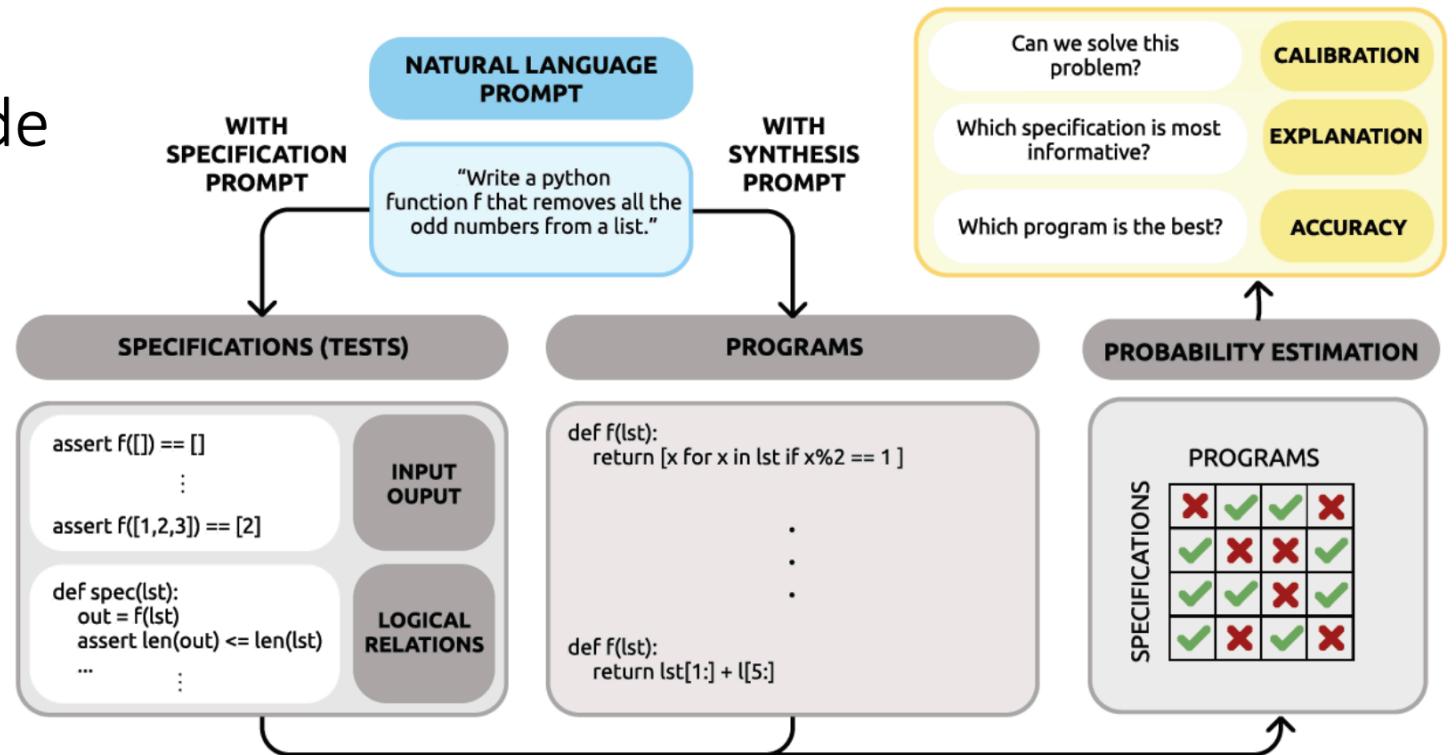 de
NATURAL LANGUAGE
PROMPT
WITH
SPECIFICATION
PROMPT
"Write a python
function f that removes all the
odd numbers from a list."
WITH
SYNTHESIS
PROMPT
Can we solve this
problem?
CALIBRATION
Which specification is most
informative?
EXPLANATION
Which program is the best?
ACCURACY
SPECIFICATIONS (TESTS)
assert f([]) == []
⋮
assert f([1,2,3]) == [2]
INPUT
OUPUT
def spec(lst):
out = f(lst)
assert len(out) <= len(lst)
...
⋮
LOGICAL
RELATIONS
PROGRAMS
def f(lst):
return [x for x in lst if x%2 == 1 ]
.
.
.
def f(lst):
return lst[1:] + l[5:]
PROBABILITY ESTIMATION
PROGRAMS
SPECIFICATIONS